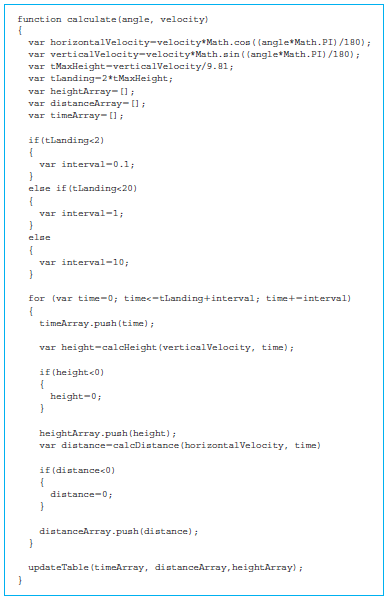 function calculate(angle, velocity)
{
var horizontalVelocity=velocity*Math.cos((angle*Math.PI)/180);
var verticalVelocity=velocity*Math.sin((angle*Math.PI)/180);
var tMaxHeight=verticalVelocity/9.81;
var tLanding=2*tMaxHeight;
var heightArray=[];
var distanceArray=[];
var timeArray=[];
if(tLanding<2)
{
var interval=0.1;
}
else if(tLanding<20)
{
var interval=1;
}
else
{
var interval=10;
}
for (var time=0; time<=tLanding+interval; time+=interval)
{
timeArray.push(time);
var height=calcHeight(verticalVelocity, time);
if(height<0)
{
height=0;
}
heightArray.push(height);
var distance=calcDistance(horizontalVelocity, time)
if(distance<0)
{
distance=0;
}
distanceArray.push(distance);
}
updateTable(timeArray, distanceArray,heightArray);
}